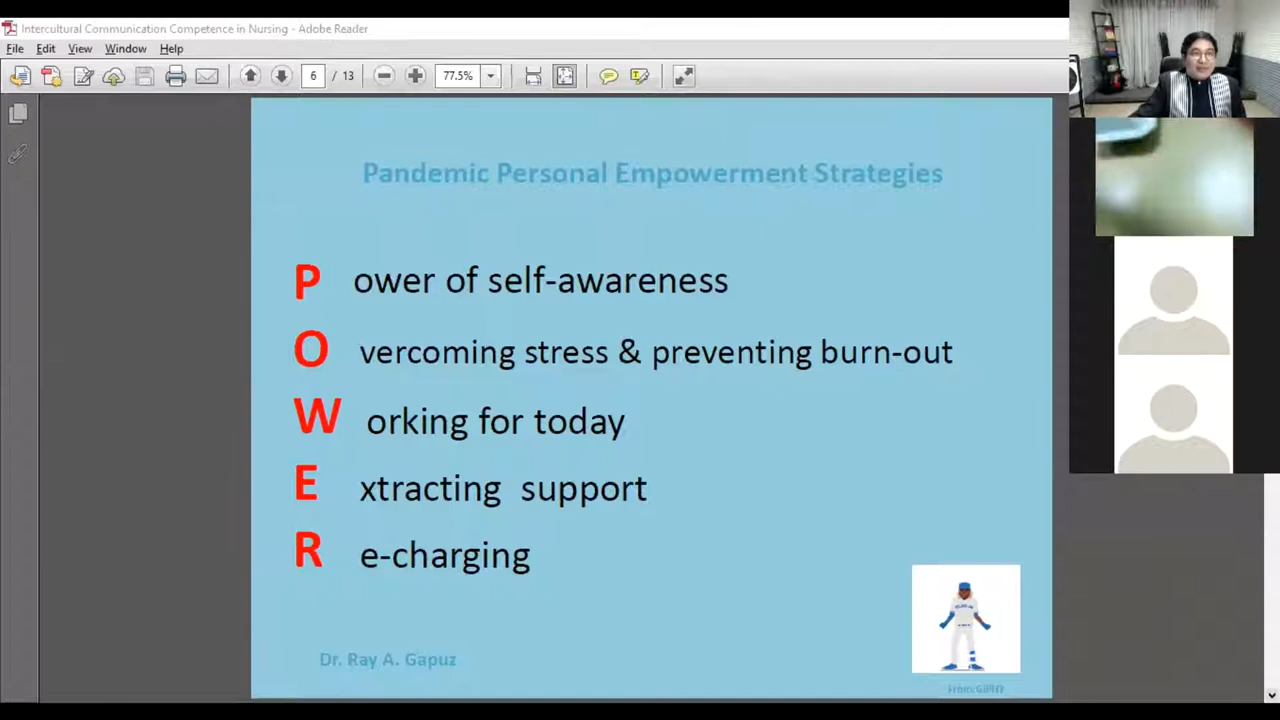 Intercultural Communication Competence in Nursing - Adobe Reader
File Edit View Window Help
6 / 13 77.5%
Pandemic Personal Empowerment Strategies
P ower of self-awareness
O vercoming stress & preventing burn-out
W orking for today
E xtracting support
R e-charging
Dr. Ray A. Gapuz